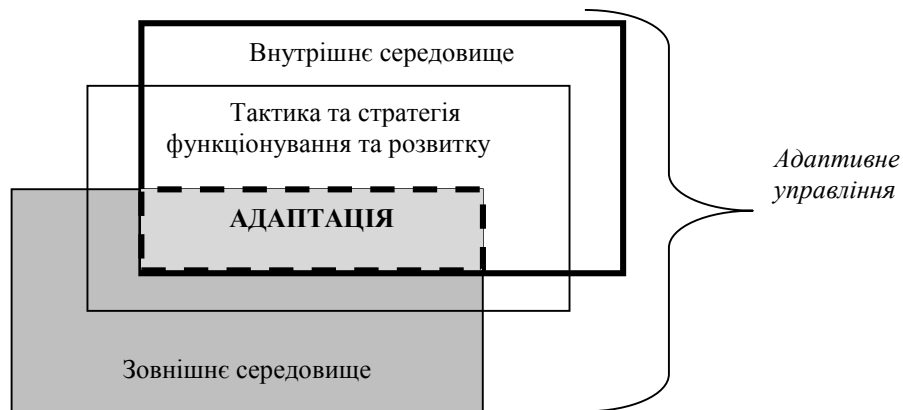 Внутрішнє середовище
Тактика та стратегія
функціонування та розвитку
АДАПТАЦІЯ
Зовнішнє середовище
Адаптивне
управління